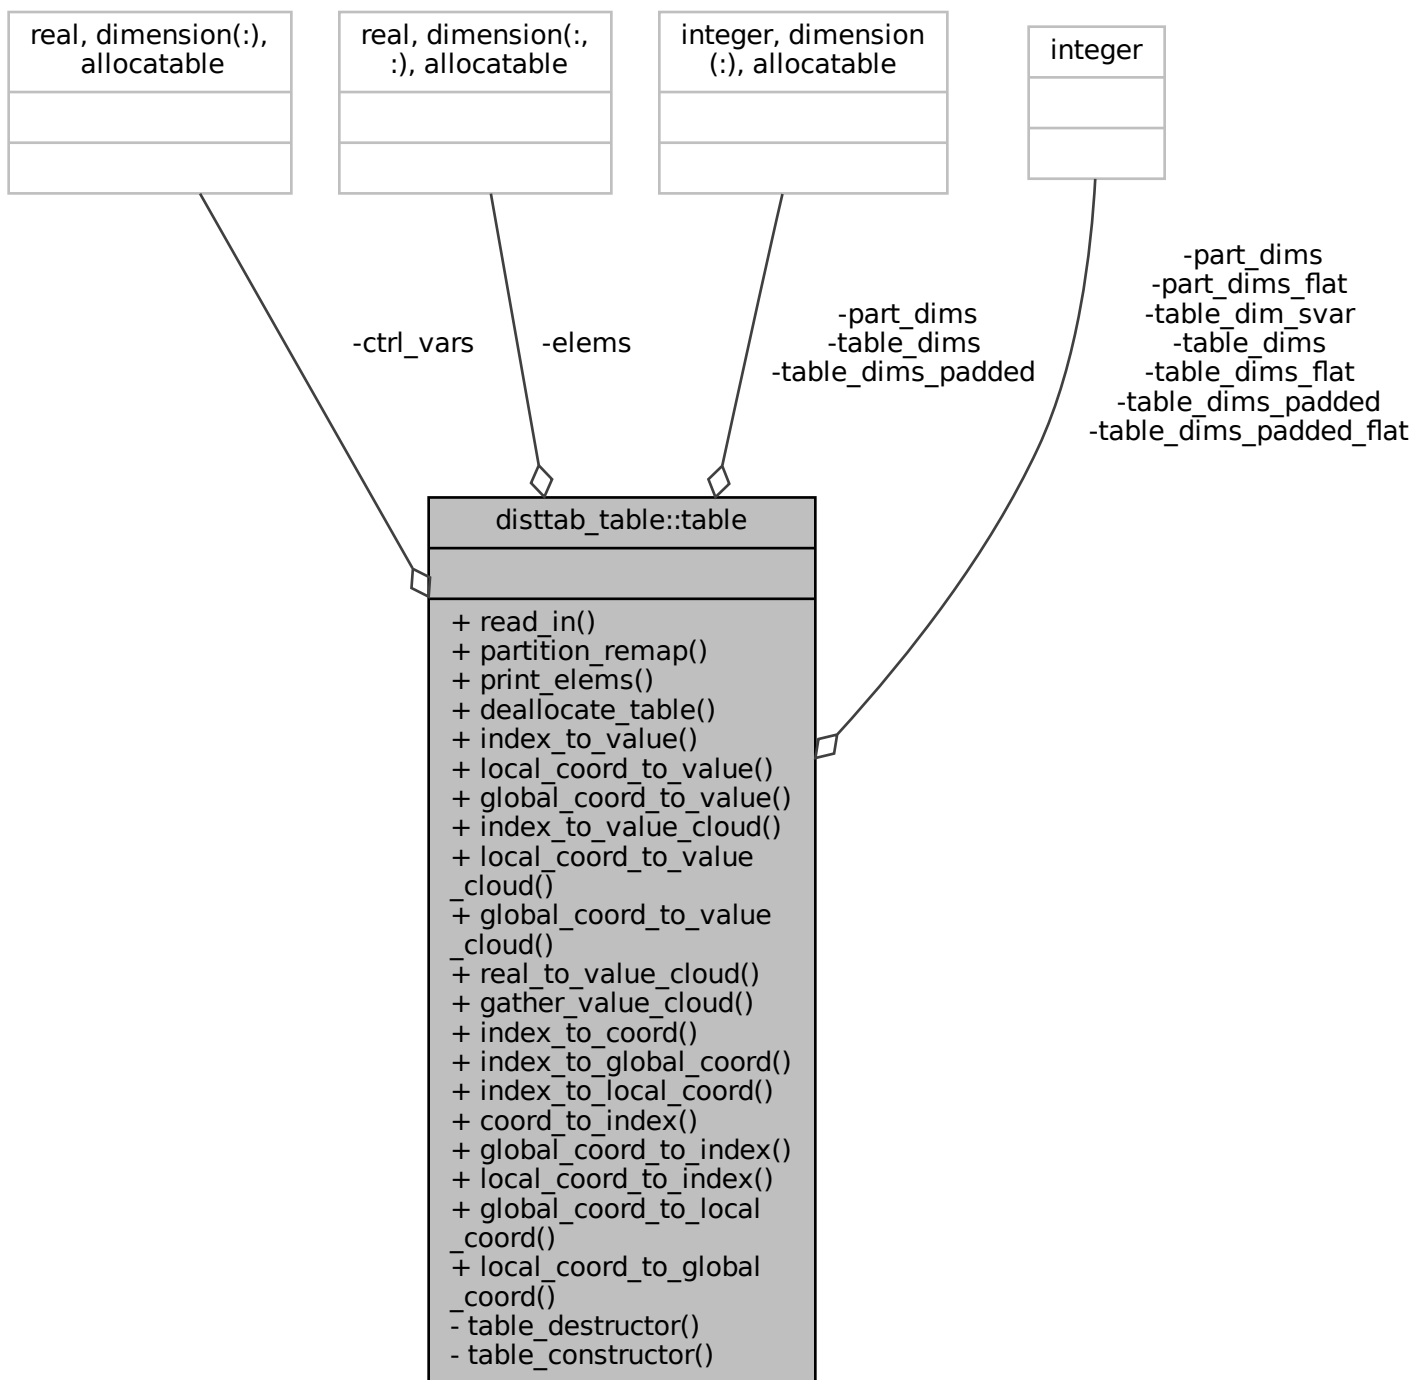 real, dimension(:),
allocatable
real, dimension(:,
:), allocatable
integer, dimension
(:), allocatable
integer
-ctrl_vars
-elems
-part_dims
-table_dims
-table_dims_padded
-part_dims
-part_dims_flat
-table_dim_svar
-table_dims
-table_dims_flat
-table_dims_padded
-table_dims_padded_flat
disttab_table::table
+ read_in()
+ partition_remap()
+ print_elems()
+ deallocate_table()
+ index_to_value()
+ local_coord_to_value()
+ global_coord_to_value()
+ index_to_value_cloud()
+ local_coord_to_value
_cloud()
+ global_coord_to_value
_cloud()
+ real_to_value_cloud()
+ gather_value_cloud()
+ index_to_coord()
+ index_to_global_coord()
+ index_to_local_coord()
+ coord_to_index()
+ global_coord_to_index()
+ local_coord_to_index()
+ global_coord_to_local
_coord()
+ local_coord_to_global
_coord()
- table_destructor()
- table_constructor()